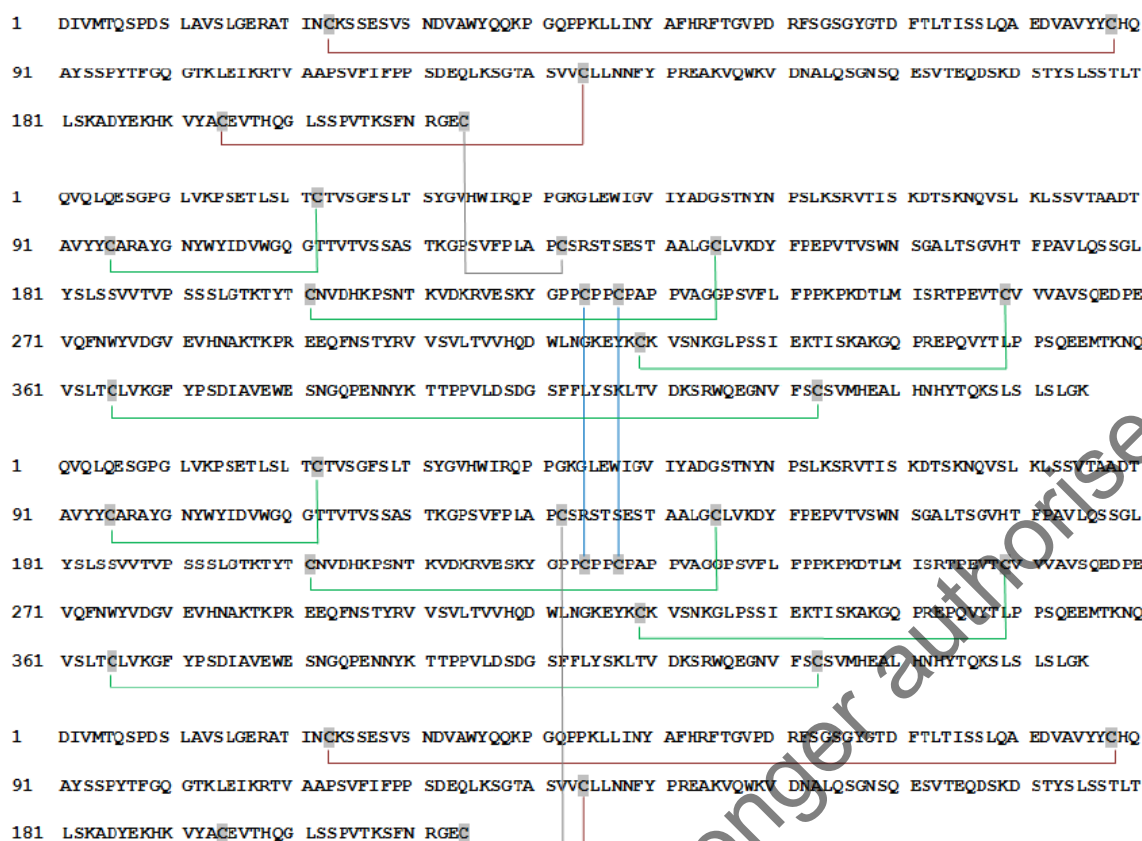 1 DIVMTQSPDS LAVSLGERAT INCKSSESVS NDVAWYQQKP GQPPKLLINY AFHRFTGVPD RFSGSGYGTD FTLTISSLQA EDVAVYYCHQ
91 AYSSPYTFGQ GTKLEIKRTV AAPSVFIFPP SDEQLKSGTA SVVCLLNNFY PREAKVQWKV DNALQSGNSQ ESVTEQDSKD STYSLSSTLT
181 LSKADYEKHK VYACEVTHQG LSSPVTKSFN RGEC
1 QVQLQESGPG LVKPSETLSL TCTVSGFSLT SYGVHWIRQP PGKGLEWIGV IYADGSTNYN PSLKSRVTIS KDTSKNQVSL KLSSVTAADT
91 AVYYCARAYG NYWYIDVWGQ GTTVTVSSAS TKGPSVFPLA PCSRSTSEST AALGCLVKDY FPEPVTVSWN SGALTSGVHT FPAVLQSSGL
181 YSLSSVVTVP SSSLGTKTYT CNVDHKPSNT KVDKRVESKY GPPCPPCPAP PVAGGPSVFL FPPKPKDTLM ISRTPEVTCV VVAVSQEDPE
271 VQFNWYVDGV EVHNAKTKPR EEQFNSTYRV VSVLTVVHQD WLNGKEYKCK VSNKGLPSSI EKTISKAKGQ PREPQVYTLP PSQEEMTKNQ
361 VSLTCLVKGF YPSDIAVEWE SNGQPENNYK TTPPVLDSDG SFFLYSKLTV DKSRWQEGNV FSCSVMHEAL HNHYTQKSLS LSLGK
1 QVQLQESGPG LVKPSETLSL TCTVSGFSLT SYGVHWIRQP PGKGLEWIGV IYADGSTNYN PSLKSRVTIS KDTSKNQVSL KLSSVTAADT
91 AVYYCARAYG NYWYIDVWGQ GTTVTVSSAS TKGPSVFPLA PCSRSTSEST AALGCLVKDY FPEPVTVSWN SGALTSGVHT FPAVLQSSGL
181 YSLSSVVTVP SSSLGTKTYT CNVDHKPSNT KVDKRVESKY GPPCPPCPAP PVAGGPSVFL FPPKPKDTLM ISRTPEVTCV VVAVSQEDPE
271 VQFNWYVDGV EVHNAKTKPR EEQFNSTYRV VSVLTVVHQD WLNGKEYKCK VSNKGLPSSI EKTISKAKGQ PREPQVYTLP PSQEEMTKNQ
361 VSLTCLVKGF YPSDIAVEWE SNGQPENNYK TTPPVLDSDG SFFLYSKLTV DKSRWQEGNV FSCSVMHEAL HNHYTQKSLS LSLGK
1 DIVMTQSPDS LAVSLGERAT INCKSSESVS NDVAWYQQKP GQPPKLLINY AFHRFTGVPD RFSGSGYGTD FTLTISSLQA EDVAVYYCHQ
91 AYSSPYTFGQ GTKLEIKRTV AAPSVFIFPP SDEQLKSGTA SVVCLLNNFY PREAKVQWKV DNALQSGNSQ ESVTEQDSKD STYSLSSTLT
181 LSKADYEKHK VYACEVTHQG LSSPVTKSFN RGEC
onger authorise